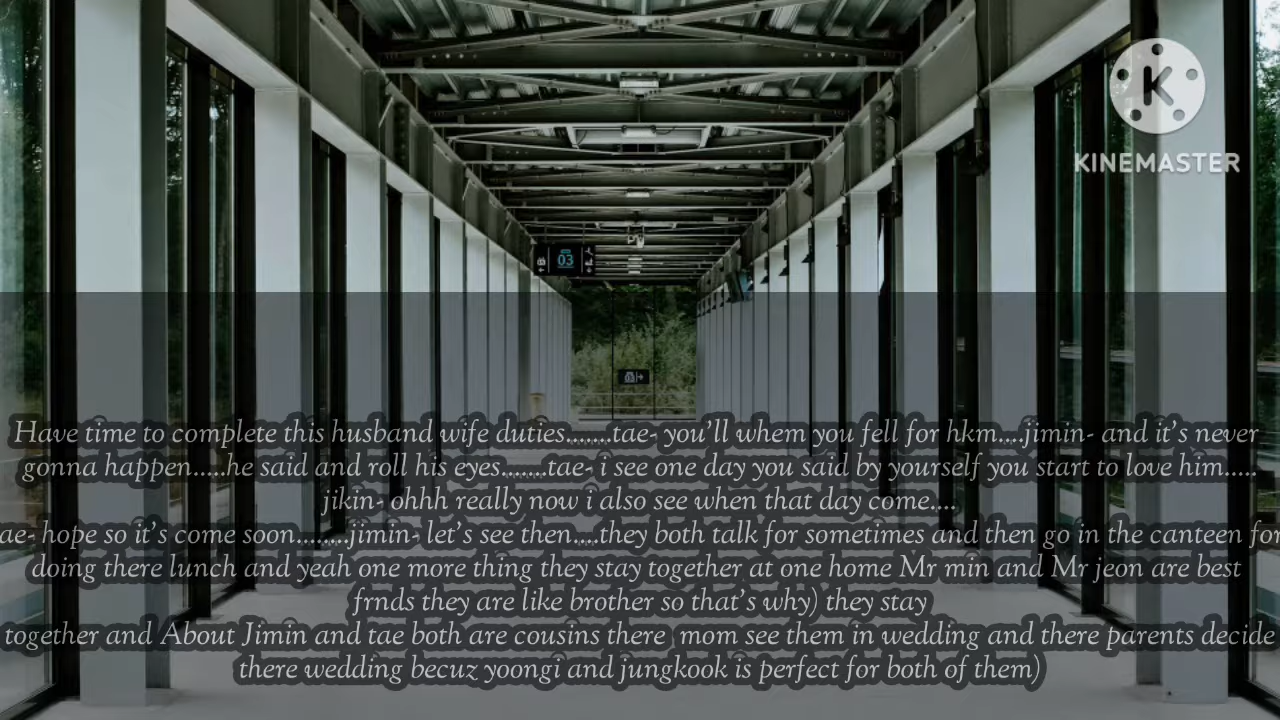 K
KINEMASTER
03
Have time to complete this husband wife duties.......tae- you'll whem you fell for hkm....jimin- and it's never
gonna happen.....he said and roll his eyes.......tae- i see one day you said by yourself you start to love him.....
jikin- ohhh really now i also see when that day come....
ae- hope so it's come soon........jimin- let's see then....they both talk for sometimes and then go in the canteen for
doing there lunch and yeah one more thing they stay together at one home Mr min and Mr jeon are best
frnds they are like brother so that's why) they stay
together and About Jimin and tae both are cousins there mom see them in wedding and there parents decide
there wedding becuz yoongi and jungkook is perfect for both of them)